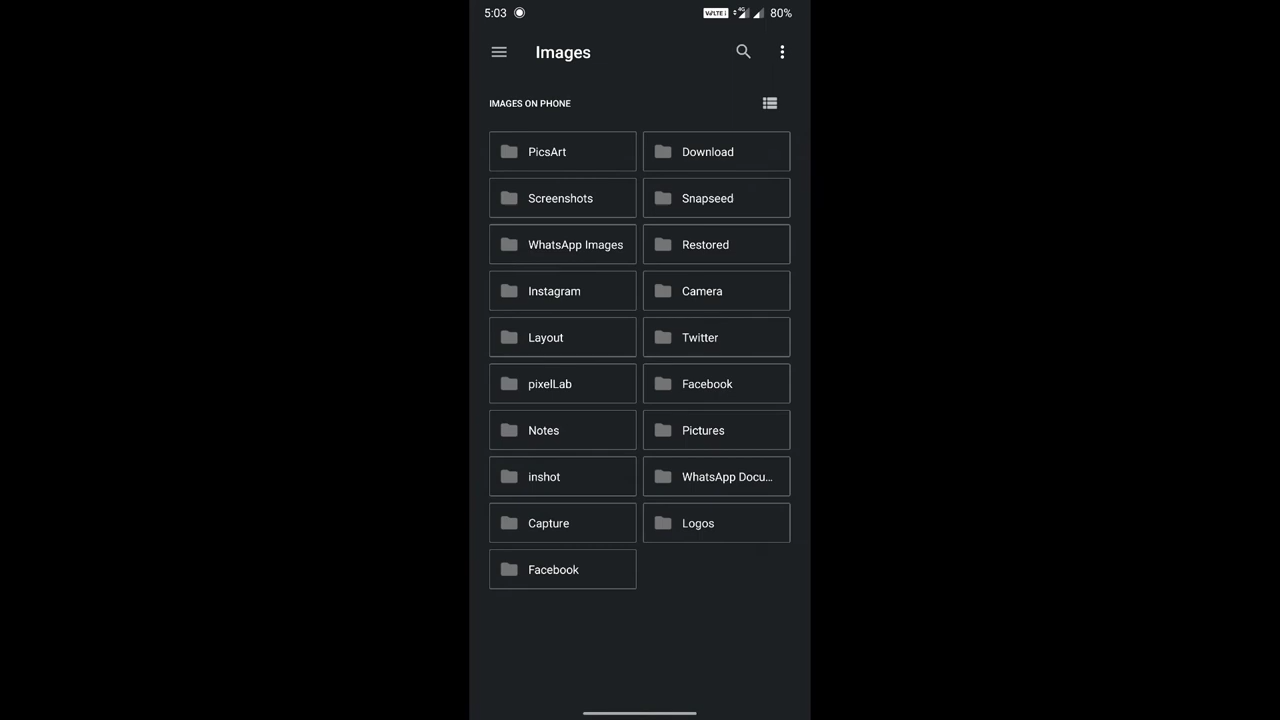 5:03 80%
Images
IMAGES ON PHONE
PicsArt Download
Screenshots Snapseed
WhatsApp Images Restored
Instagram Camera
Layout Twitter
pixelLab Facebook
Notes Pictures
inshot WhatsApp Docu...
Capture Logos
Facebook